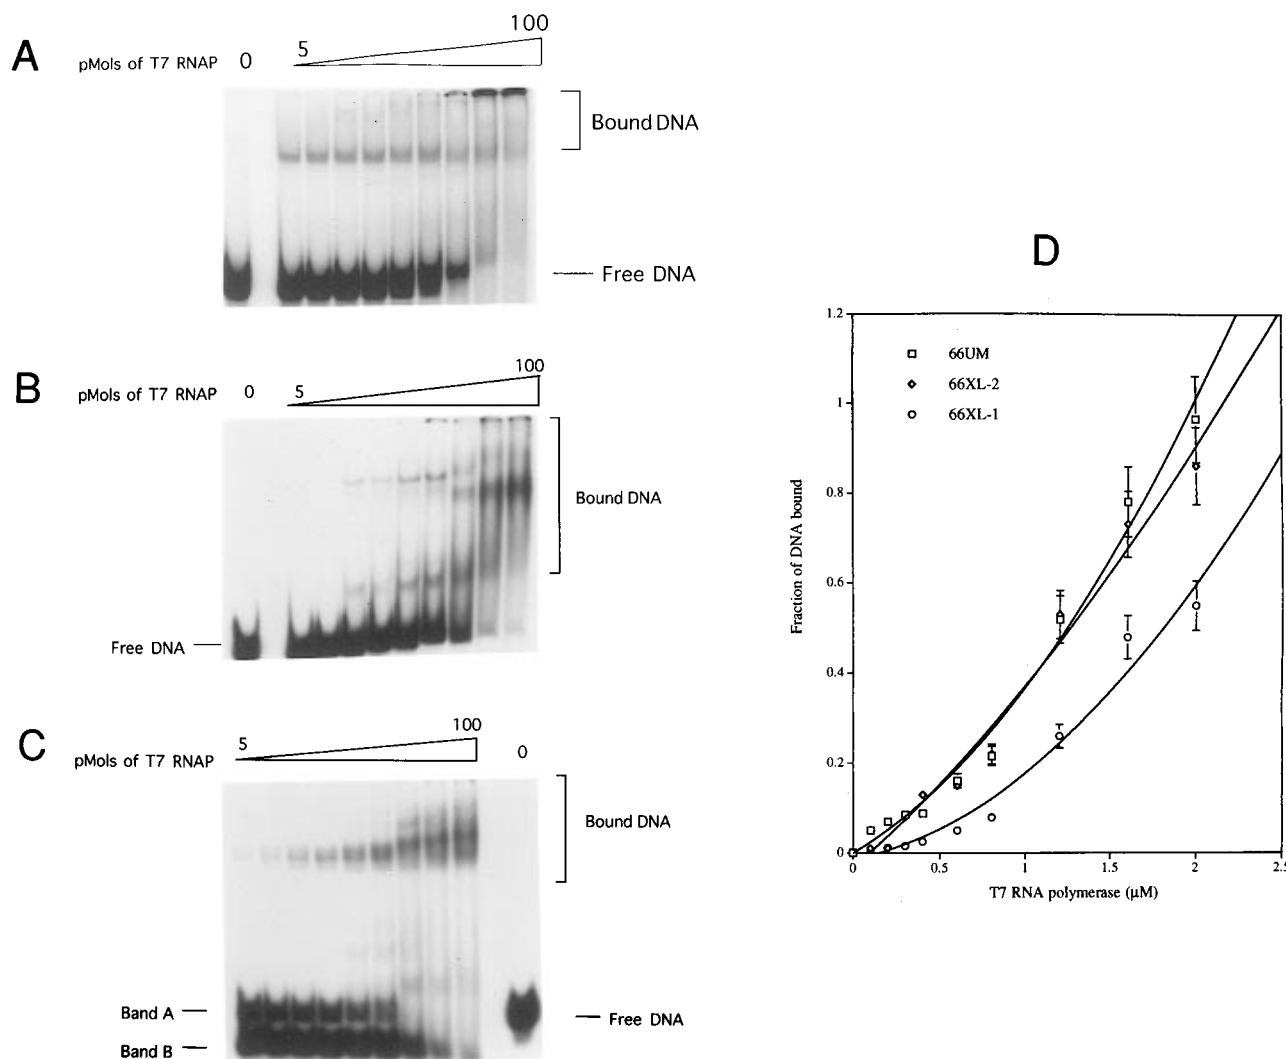 A
pMols of T7 RNAP 0 5 100
Bound DNA
Free DNA
B
pMols of T7 RNAP 0 5 100
Bound DNA
Free DNA
C
pMols of T7 RNAP 5 100 0
Bound DNA
Band A
Free DNA
Band B
D
1.2
1
0.8
0.6
0.4
0.2
0
66UM
66XL-2
66XL-1
Fraction of DNA bound
0 0.5 1 1.5 2 2.5
T7 RNA polymerase (μM)